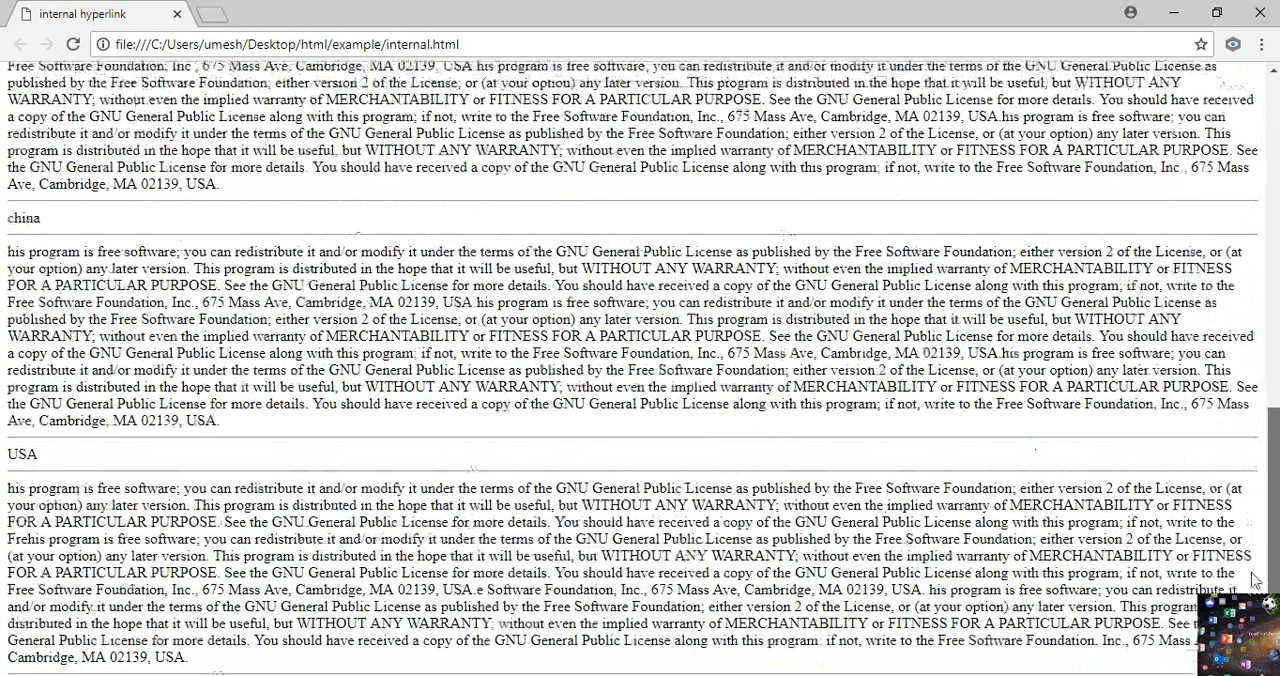 internal hyperlink
file:///C:/Users/umesh/Desktop/html/example/internal.html
Free Software Foundation, Inc , 675 Mass Ave, Cambridge, MA 02139, USA his program is free software, you can redistribute it and/or modify it under the terms of the GNU General Public License as
published by the Free Software Foundation; either version 2 of the License, or (at your option) any later version. This program is distributed in the hope that it will be useful, but WITHOUT ANY
WARRANTY; without even the implied warranty of MERCHANTABILITY or FITNESS FOR A PARTICULAR PURPOSE. See the GNU General Public License for more details. You should have received
a copy of the GNU General Public License along with this program; if not, write to the Free Software Foundation, Inc., 675 Mass Ave, Cambridge, MA 02139, USA.his program is free software; you can
redistribute it and/or modify it under the terms of the GNU General Public License as published by the Free Software Foundation; either version 2 of the License, or (at your option) any later version. This
program is distributed in the hope that it will be useful, but WITHOUT ANY WARRANTY; without even the implied warranty of MERCHANTABILITY or FITNESS FOR A PARTICULAR PURPOSE. See
the GNU General Public License for more details. You should have received a copy of the GNU General Public License along with this program; if not, write to the Free Software Foundation, Inc., 675 Mass
Ave, Cambridge, MA 02139, USA.
china
his program is free software; you can redistribute it and/or modify it under the terms of the GNU General Public License as published by the Free Software Foundation; either version 2 of the License, or (at
your option) any later version. This program is distributed in the hope that it will be useful, but WITHOUT ANY WARRANTY; without even the implied warranty of MERCHANTABILITY or FITNESS
FOR A PARTICULAR PURPOSE. See the GNU General Public License for more details. You should have received a copy of the GNU General Public License along with this program; if not, write to the
Free Software Foundation, Inc., 675 Mass Ave, Cambridge, MA 02139, USA his program is free software; you can redistribute it and/or modify it under the terms of the GNU General Public License as
published by the Free Software Foundation; either version 2 of the License, or (at your option) any later version. This program is distributed in the hope that it will be useful, but WITHOUT ANY
WARRANTY; without even the implied warranty of MERCHANTABILITY or FITNESS FOR A PARTICULAR PURPOSE. See the GNU General Public License for more details. You should have received
a copy of the GNU General Public License along with this program; if not, write to the Free Software Foundation, Inc., 675 Mass Ave, Cambridge, MA 02139, USA.his program is free software; you can
redistribute it and/or modify it under the terms of the GNU General Public License as published by the Free Software Foundation; either version 2 of the License, or (at your option) any later version. This
program is distributed in the hope that it will be useful, but WITHOUT ANY WARRANTY; without even the implied warranty of MERCHANTABILITY or FITNESS FOR A PARTICULAR PURPOSE. See
the GNU General Public License for more details. You should have received a copy of the GNU General Public License along with this program; if not, write to the Free Software Foundation, Inc., 675 Mass
Ave, Cambridge, MA 02139, USA.
USA
his program is free software; you can redistribute it and/or modify it under the terms of the GNU General Public License as published by the Free Software Foundation; either version 2 of the License, or (at
your option) any later version. This program is distributed in the hope that it will be useful, but WITHOUT ANY WARRANTY; without even the implied warranty of MERCHANTABILITY or FITNESS
FOR A PARTICULAR PURPOSE. See the GNU General Public License for more details. You should have received a copy of the GNU General Public License along with this program; if not, write to the
Frehis program is free software; you can redistribute it and/or modify it under the terms of the GNU General Public License as published by the Free Software Foundation; either version 2 of the License, or
(at your option) any later version. This program is distributed in the hope that it will be useful, but WITHOUT ANY WARRANTY; without even the implied warranty of MERCHANTABILITY or FITNESS
FOR A PARTICULAR PURPOSE. See the GNU General Public License for more details. You should have received a copy of the GNU General Public License along with this program; if not, write to the
Free Software Foundation, Inc., 675 Mass Ave, Cambridge, MA 02139, USA.e Software Foundation, Inc., 675 Mass Ave, Cambridge, MA 02139, USA. his program is free software; you can redistribute it
and/or modify it under the terms of the GNU General Public License as published by the Free Software Foundation; either version 2 of the License, or (at your option) any later version. This program
distributed in the hope that it will be useful, but WITHOUT ANY WARRANTY; without even the implied warranty of MERCHANTABILITY or FITNESS FOR A PARTICULAR PURPOSE. See
General Public License for more details. You should have received a copy of the GNU General Public License along with this program; if not, write to the Free Software Foundation, Inc., 675 Mass
Cambridge, MA 02139, USA.